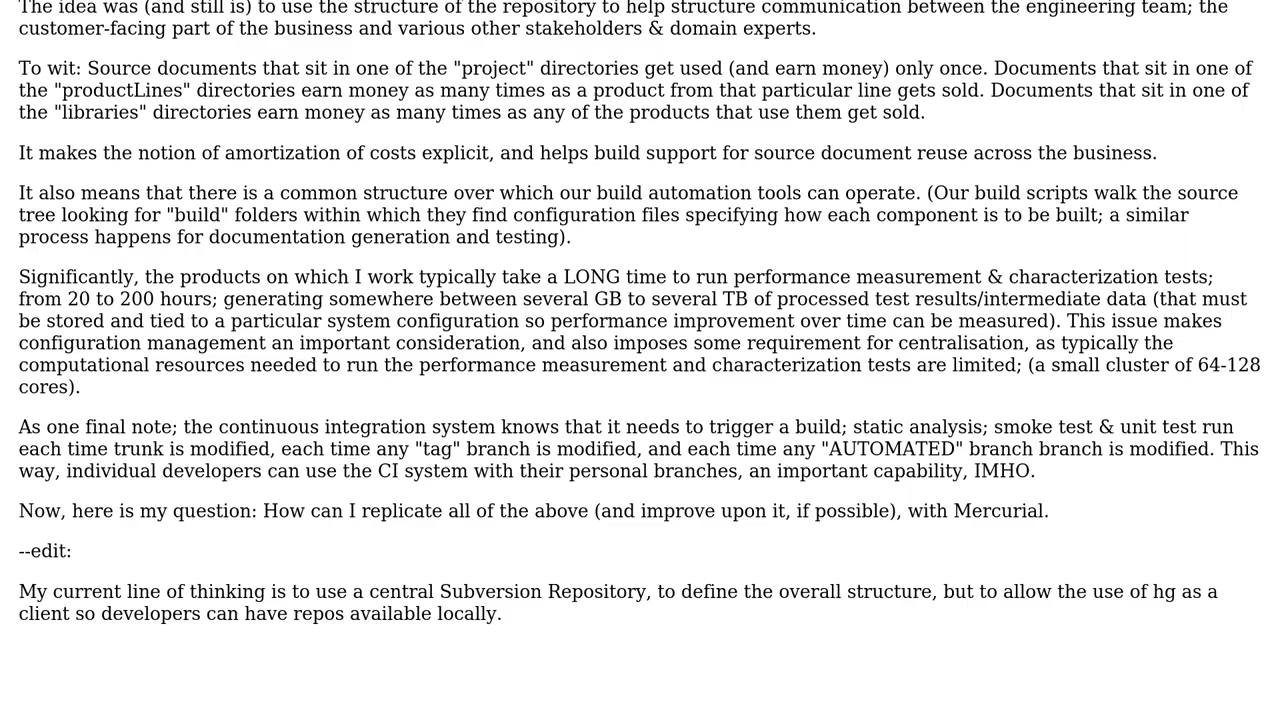 The idea was (and still is) to use the structure of the repository to help structure communication between the engineering team; the
customer-facing part of the business and various other stakeholders & domain experts.
To wit: Source documents that sit in one of the "project" directories get used (and earn money) only once. Documents that sit in one of
the "productLines" directories earn money as many times as a product from that particular line gets sold. Documents that sit in one of
the "libraries" directories earn money as many times as any of the products that use them get sold.
It makes the notion of amortization of costs explicit, and helps build support for source document reuse across the business.
It also means that there is a common structure over which our build automation tools can operate. (Our build scripts walk the source
tree looking for "build" folders within which they find configuration files specifying how each component is to be built; a similar
process happens for documentation generation and testing).
Significantly, the products on which I work typically take a LONG time to run performance measurement & characterization tests;
from 20 to 200 hours; generating somewhere between several GB to several TB of processed test results/intermediate data (that must
be stored and tied to a particular system configuration so performance improvement over time can be measured). This issue makes
configuration management an important consideration, and also imposes some requirement for centralisation, as typically the
computational resources needed to run the performance measurement and characterization tests are limited; (a small cluster of 64-128
cores).
As one final note; the continuous integration system knows that it needs to trigger a build; static analysis; smoke test & unit test run
each time trunk is modified, each time any "tag" branch is modified, and each time any "AUTOMATED" branch branch is modified. This
way, individual developers can use the CI system with their personal branches, an important capability, IMHO.
Now, here is my question: How can I replicate all of the above (and improve upon it, if possible), with Mercurial.
--edit:
My current line of thinking is to use a central Subversion Repository, to define the overall structure, but to allow the use of hg as a
client so developers can have repos available locally.